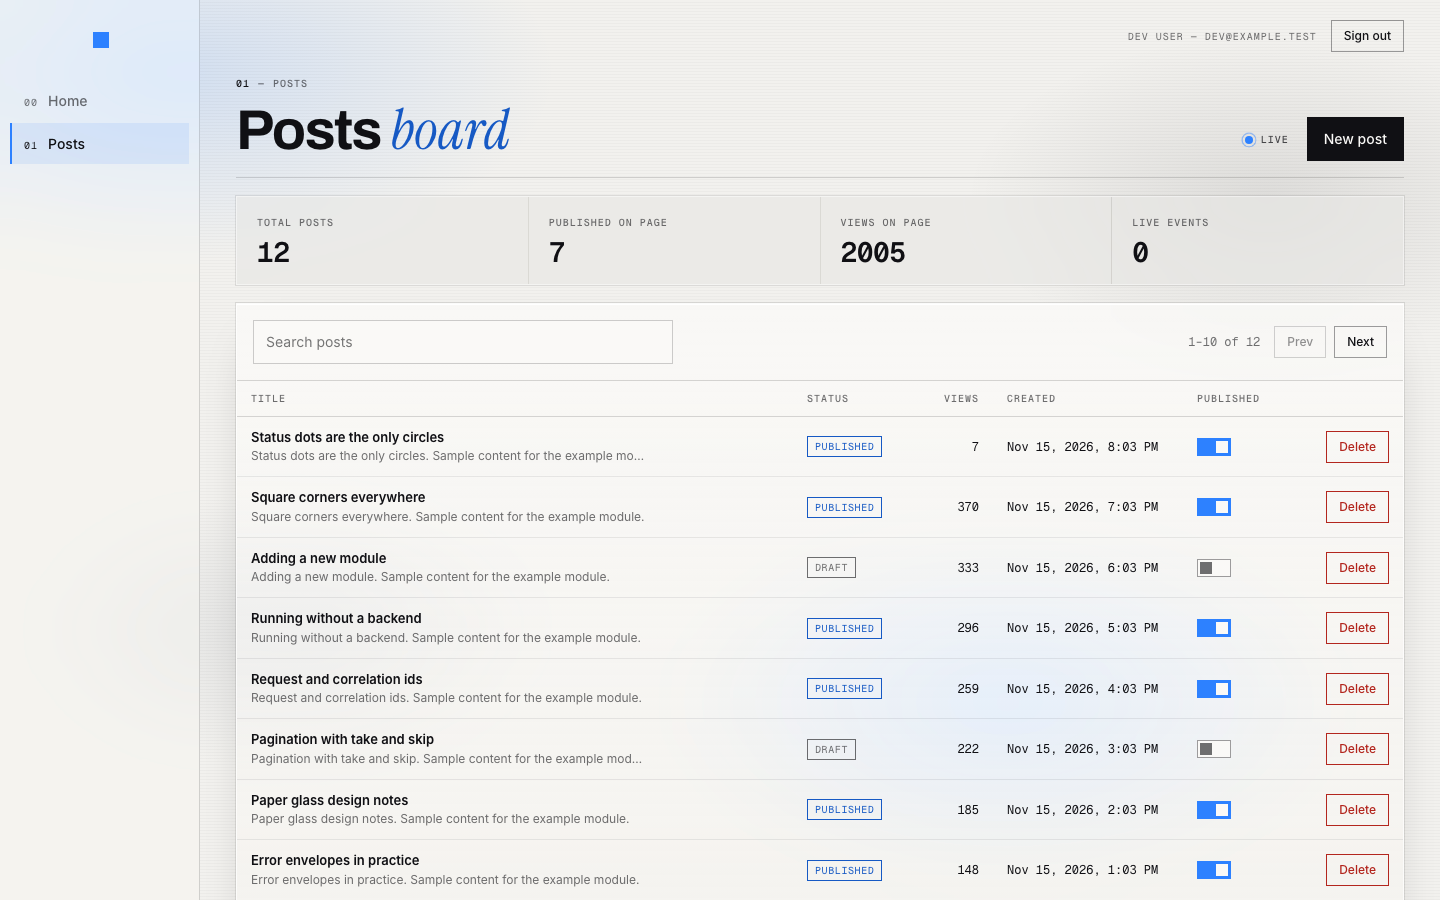 DEV USER — DEV@EXAMPLE.TEST
Sign out
00 Home
01 Posts
01 — POSTS
Posts board
LIVE
New post
TOTAL POSTS
12
PUBLISHED ON PAGE
7
VIEWS ON PAGE
2005
LIVE EVENTS
0
Search posts
1–10 of 12
Prev
Next
TITLE STATUS VIEWS CREATED PUBLISHED
Status dots are the only circles
Status dots are the only circles. Sample content for the example mo...
PUBLISHED 7 Nov 15, 2026, 8:03 PM Delete
Square corners everywhere
Square corners everywhere. Sample content for the example module.
PUBLISHED 370 Nov 15, 2026, 7:03 PM Delete
Adding a new module
Adding a new module. Sample content for the example module.
DRAFT 333 Nov 15, 2026, 6:03 PM Delete
Running without a backend
Running without a backend. Sample content for the example module.
PUBLISHED 296 Nov 15, 2026, 5:03 PM Delete
Request and correlation ids
Request and correlation ids. Sample content for the example module.
PUBLISHED 259 Nov 15, 2026, 4:03 PM Delete
Pagination with take and skip
Pagination with take and skip. Sample content for the example mod...
DRAFT 222 Nov 15, 2026, 3:03 PM Delete
Paper glass design notes
Paper glass design notes. Sample content for the example module.
PUBLISHED 185 Nov 15, 2026, 2:03 PM Delete
Error envelopes in practice
Error envelopes in practice. Sample content for the example module.
PUBLISHED 148 Nov 15, 2026, 1:03 PM Delete